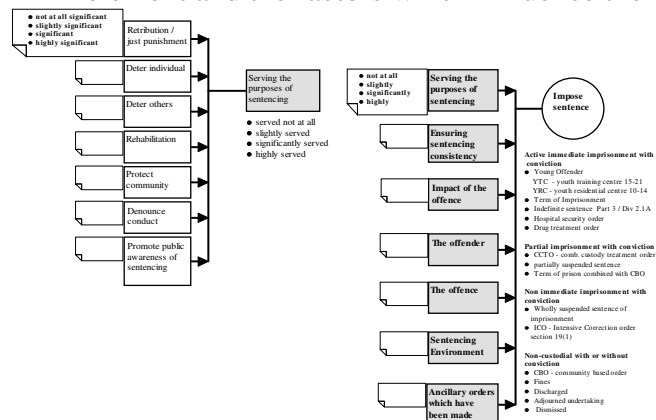 ● not at all significant
● slightly significant
● significant
● highly significant
Retribution /
just punishment
Deter individual
Deter others
Rehabilitation
Protect
community
Denounce
conduct
Promote public
awareness of
sentencing
Serving the
purposes of
sentencing
● served not at all
● slightly served
● significantly served
● highly served
● not at all
● slightly
● significantly
● highly
Serving the
purposes of
sentencing
Ensuring
sentencing
consistency
Impact of the
offence
The offender
The offence
Sentencing
Environment
Ancillary orders
which have
been made
Impose
sentence
Active immediate imprisonment with
conviction
● Young Offender
YTC - youth training centre 15-21
YRC - youth residential centre 10-14
● Term of Imprisonment
● Indefinite sentence Part 3 / Div 2.1A
● Hospital security order
● Drug treatment order
Partial imprisonment with conviction
● CCTO - comb. custody treatment order
● partially suspended sentence
● Term of prison combined with CBO
Non immediate imprisonment with
conviction
● Wholly suspended sentence of
imprisonment
● ICO - Intensive Correction order
section 19(1)
Non-custodial with or without
conviction
● CBO - community based order
● Fines
● Discharged
● Adjourned undertaking
● Dismissed